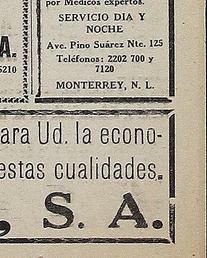 por Médicos expertos.
SERVICIO DIA Y
NOCHE
Ave. Pino Suárez Nte. 125
Teléfonos: 2202 700 y
7120
MONTERREY, N. L.
A.
5210
ara Ud. la econo-
estas cualidades.
, S. A.